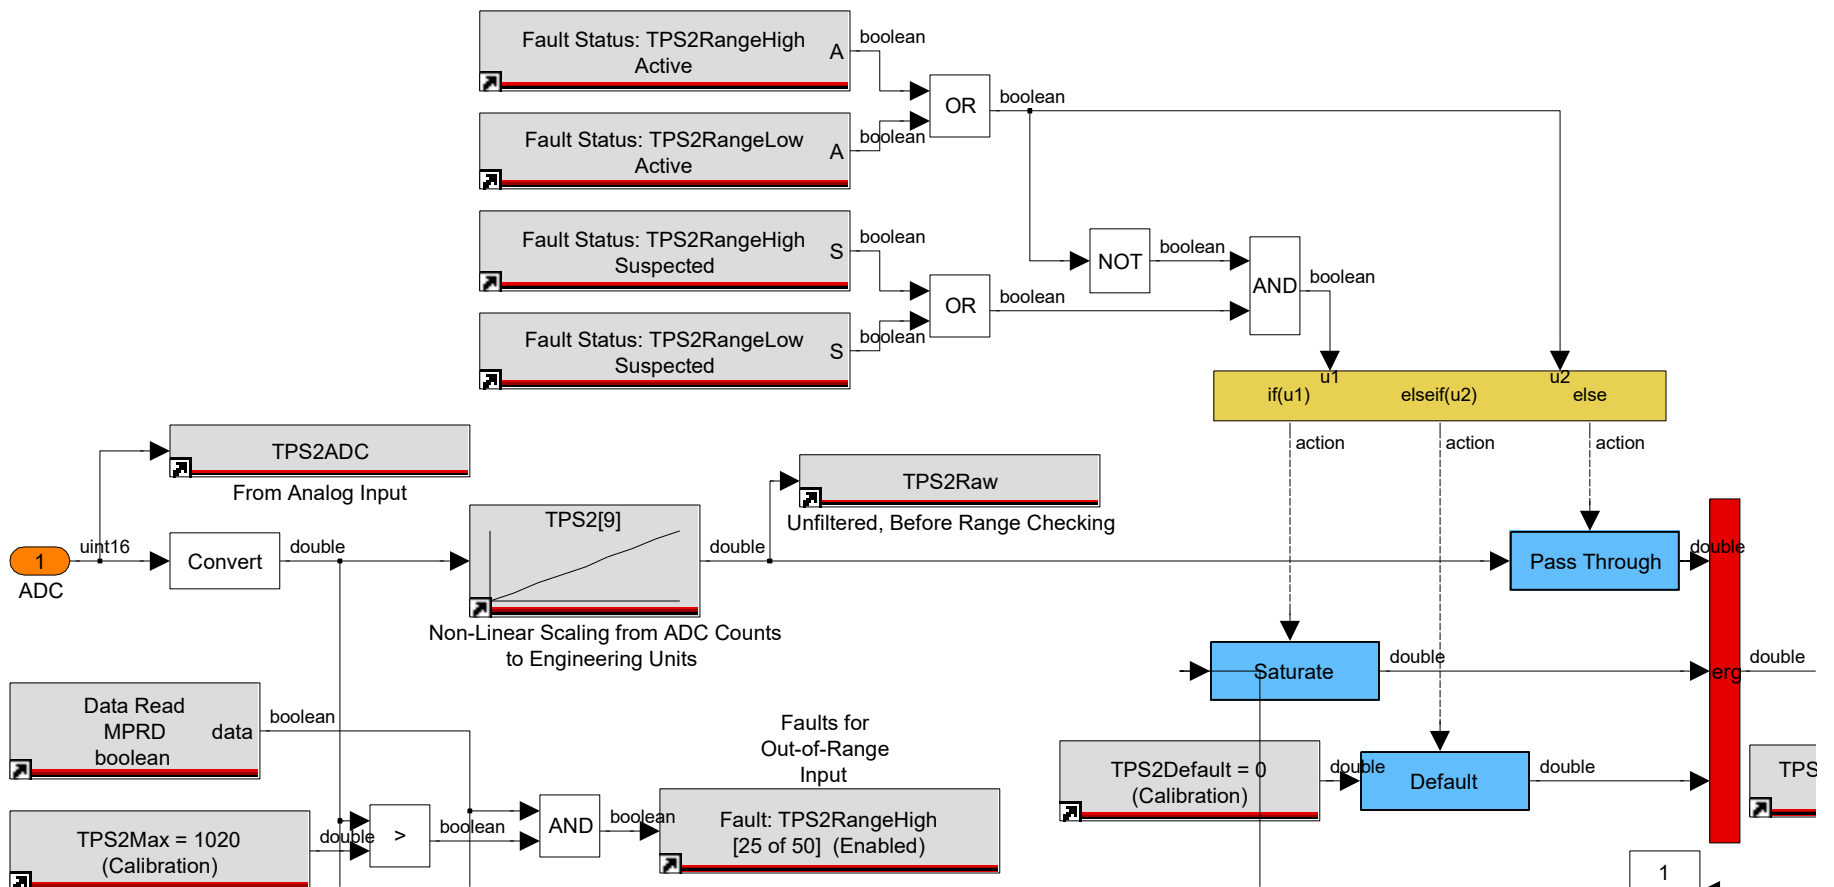 Fault Status: TPS2RangeHigh
Active
A
boolean
Fault Status: TPS2RangeLow
Active
A
boolean
OR
boolean
Fault Status: TPS2RangeHigh
Suspected
S
boolean
Fault Status: TPS2RangeLow
Suspected
S
boolean
OR
boolean
NOT
boolean
AND
boolean
u1
u2
if(u1)
elseif(u2)
else
action
action
action
TPS2ADC
From Analog Input
TPS2Raw
Unfiltered, Before Range Checking
1
ADC
uint16
Convert
double
TPS2[9]
Non-Linear Scaling from ADC Counts
to Engineering Units
double
Pass Through
double
Saturate
double
erg
double
Data Read
MPRD
boolean
data
boolean
Faults for
Out-of-Range
Input
TPS2Default = 0
(Calibration)
double
Default
double
TPS
TPS2Max = 1020
(Calibration)
double
>
boolean
AND
boolean
Fault: TPS2RangeHigh
[25 of 50]  (Enabled)
1